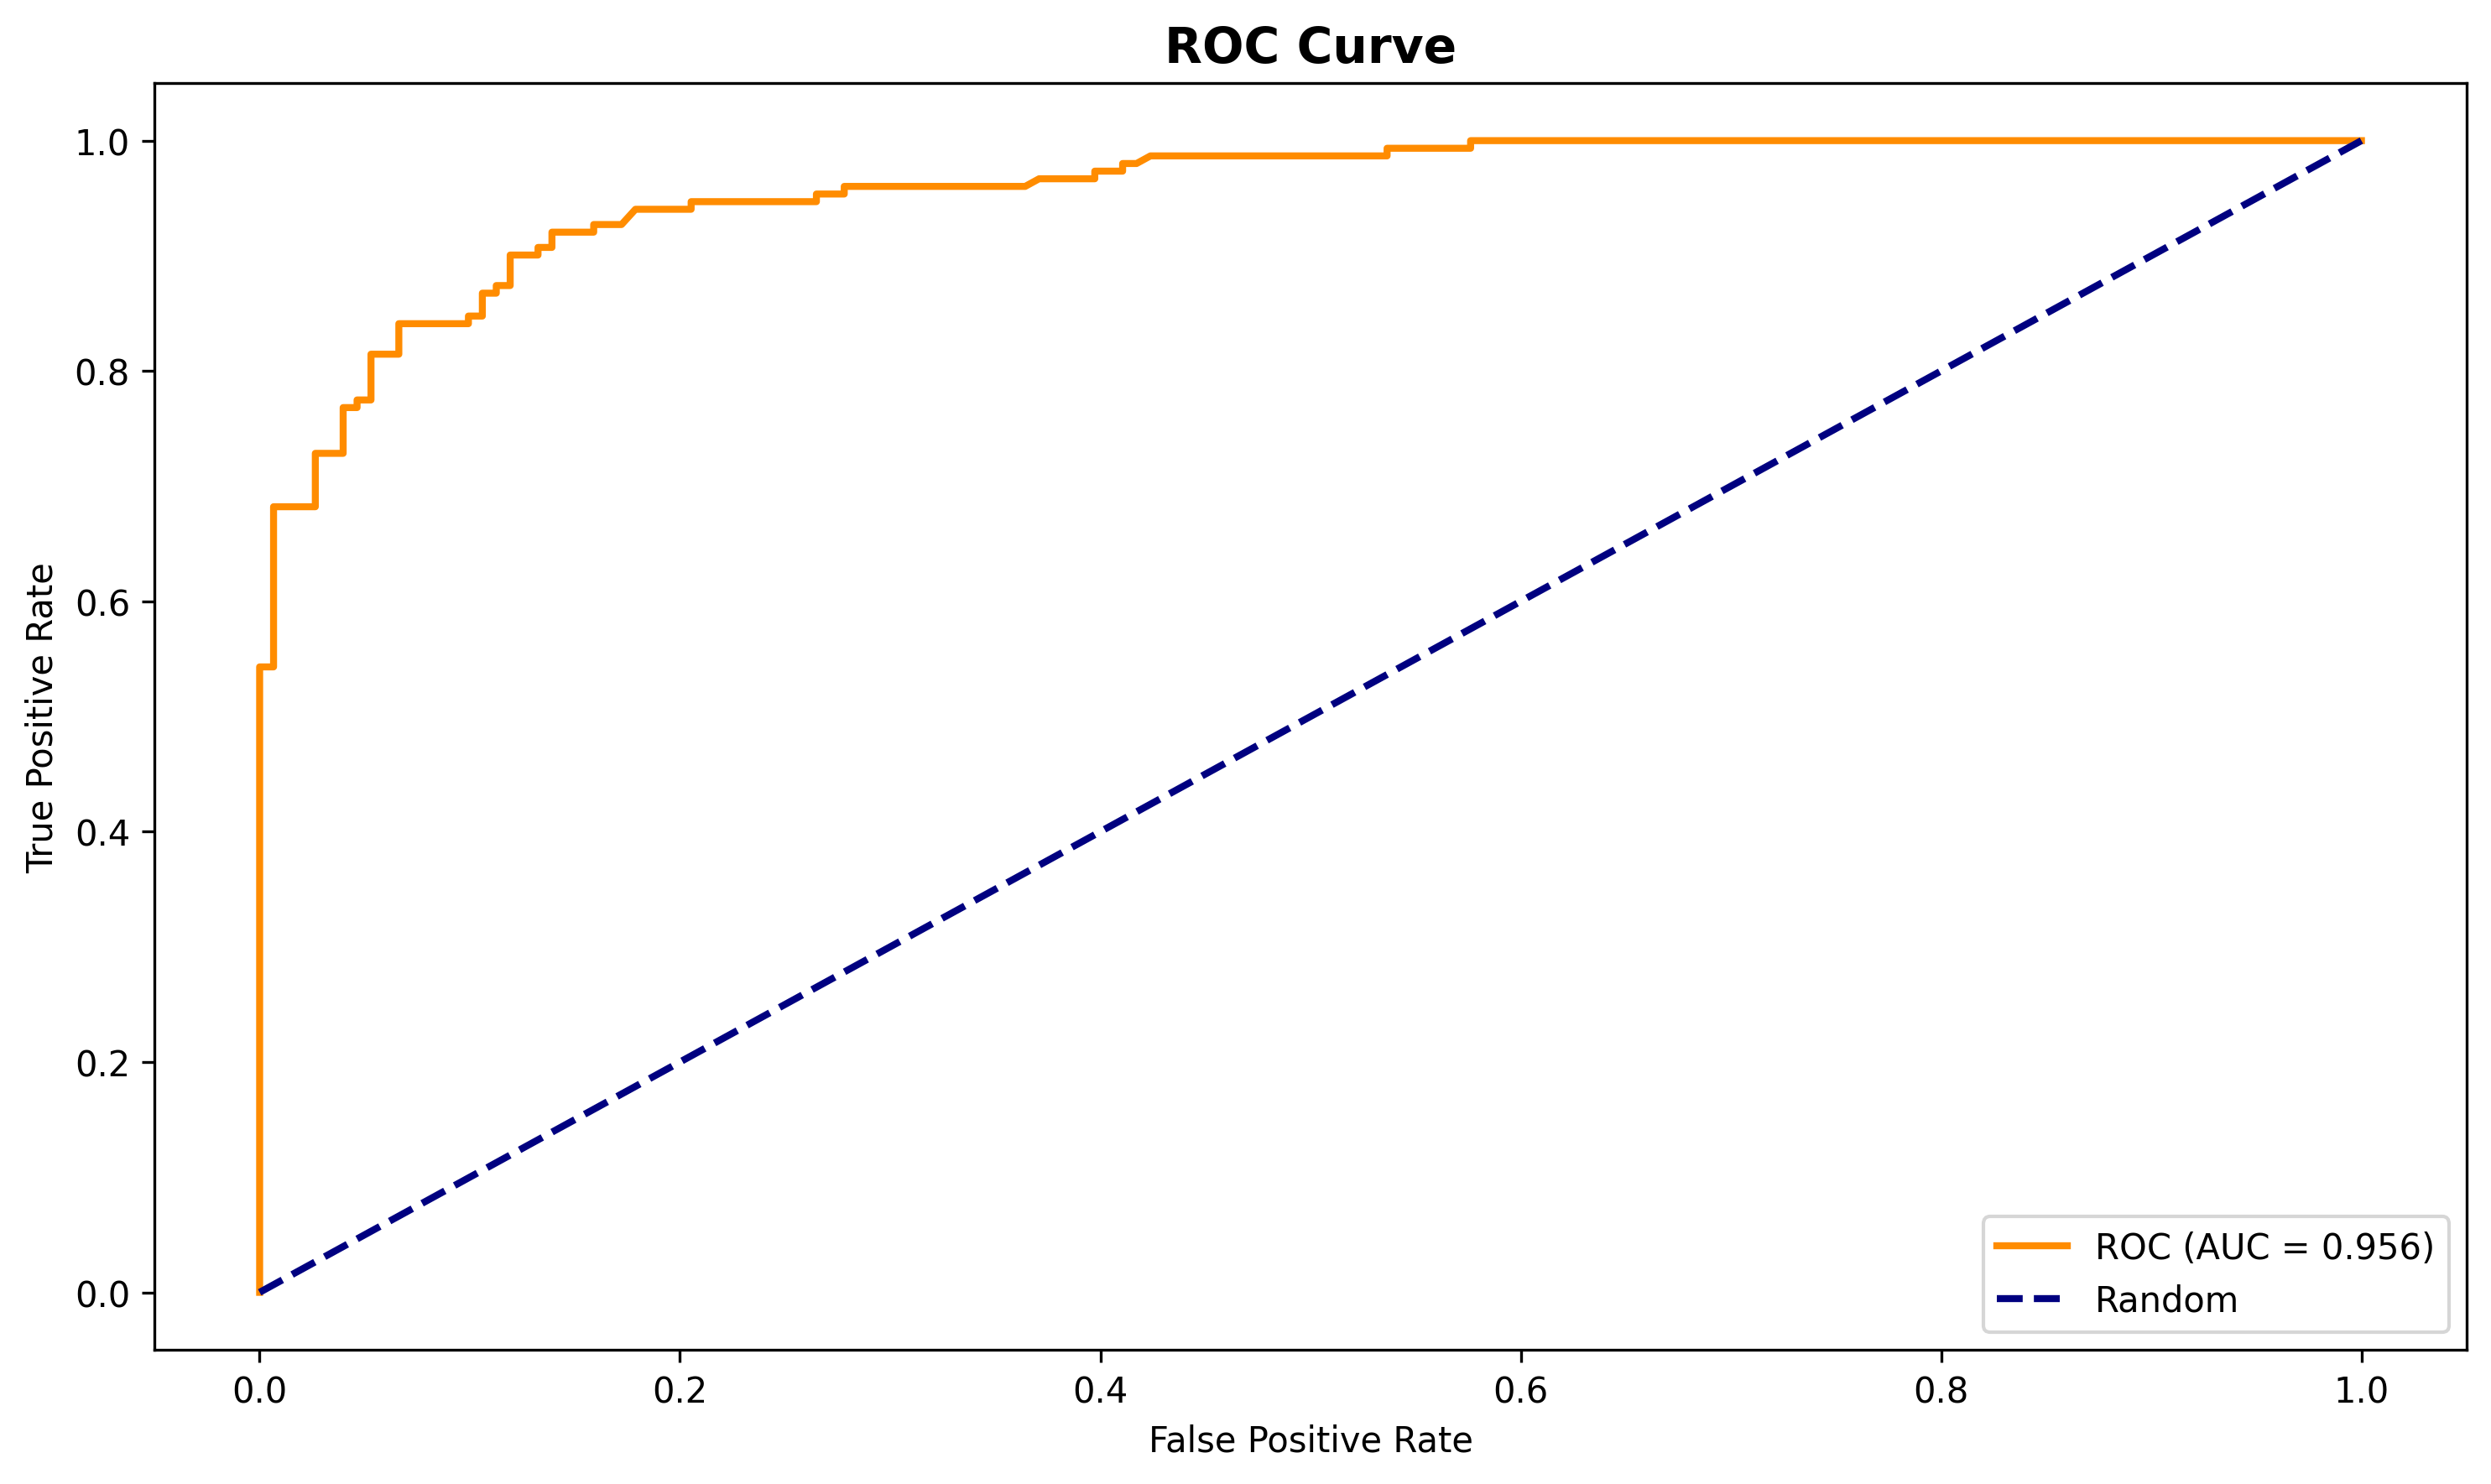 ROC Curve
True Positive Rate
1.0
0.8
0.6
0.4
0.2
0.0
0.0 0.2 0.4 0.6 0.8 1.0
False Positive Rate
ROC (AUC = 0.956)
Random